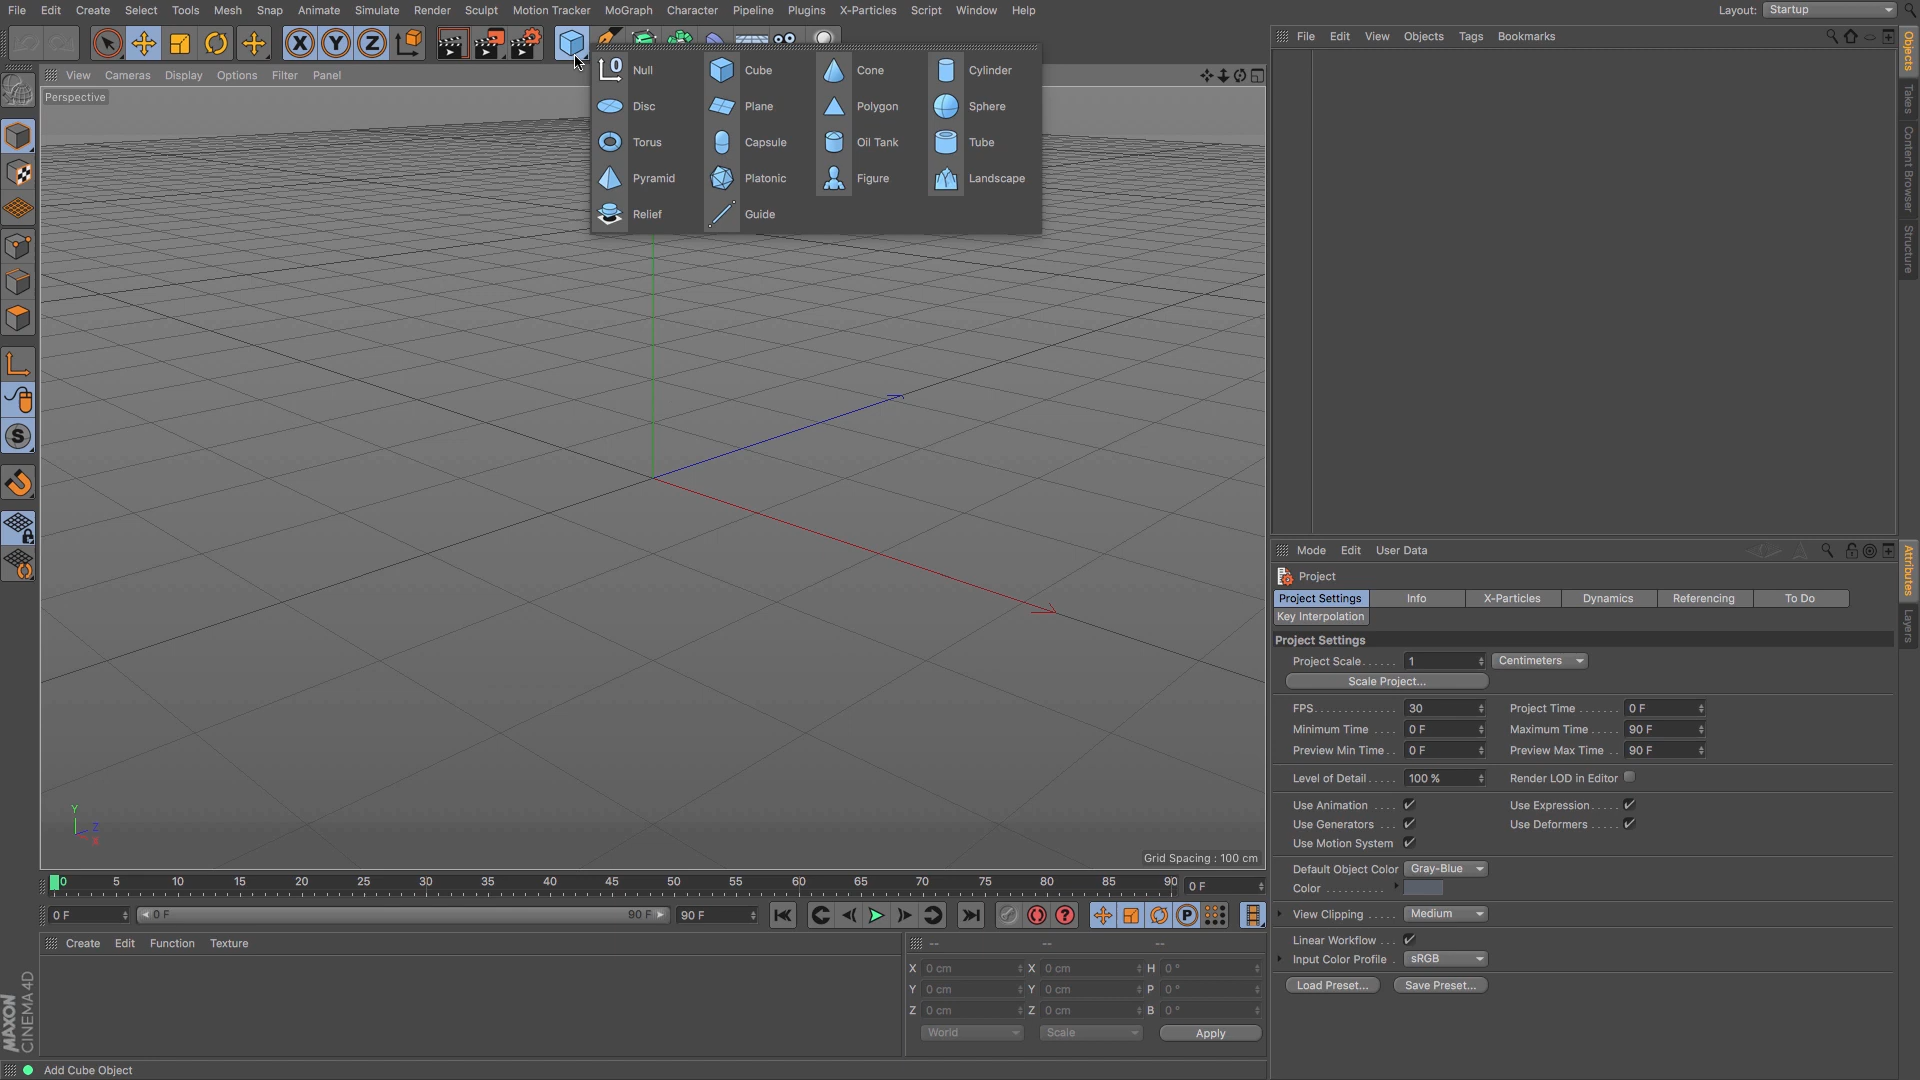 File Edit Create Select Tools Mesh Snap Animate Simulate Render Sculpt Motion Tracker MoGraph Character Pipeline Plugins X-Particles Script Window Help
Layout: Startup
X Y Z
File Edit View Objects Tags Bookmarks
View Cameras Display Options Filter Panel
Perspective
0 Null Cube Cone Cylinder
Disc Plane Polygon Sphere
Torus Capsule Oil Tank Tube
Pyramid Platonic Figure Landscape
Relief Guide
Objects
Takes
Content Browser
Structure
S
Y
Z
X
Grid Spacing : 100 cm
Mode Edit User Data
Attributes
Layers
Project
Project Settings Info X-Particles Dynamics Referencing To Do
Key Interpolation
Project Settings
Project Scale...... 1 Centimeters
Scale Project...
FPS............. 30 Project Time ....... 0 F
Minimum Time .... 0 F Maximum Time ..... 90 F
Preview Min Time.. 0 F Preview Max Time .. 90 F
Level of Detail..... 100 % Render LOD in Editor
Use Animation .... Use Expression.....
Use Generators ... Use Deformers .....
Use Motion System
Default Object Color Gray-Blue
Color ..........
View Clipping ..... Medium
Linear Workflow ...
Input Color Profile . sRGB
Load Preset... Save Preset...
0 5 10 15 20 25 30 35 40 45 50 55 60 65 70 75 80 85 90 0 F
0 F 0 F 90 F 90 F ? P
Create Edit Function Texture
-- -- --
X 0 cm X 0 cm H 0 °
Y 0 cm Y 0 cm P 0 °
Z 0 cm Z 0 cm B 0 °
World Scale Apply
MAXON
CINEMA 4D
Add Cube Object